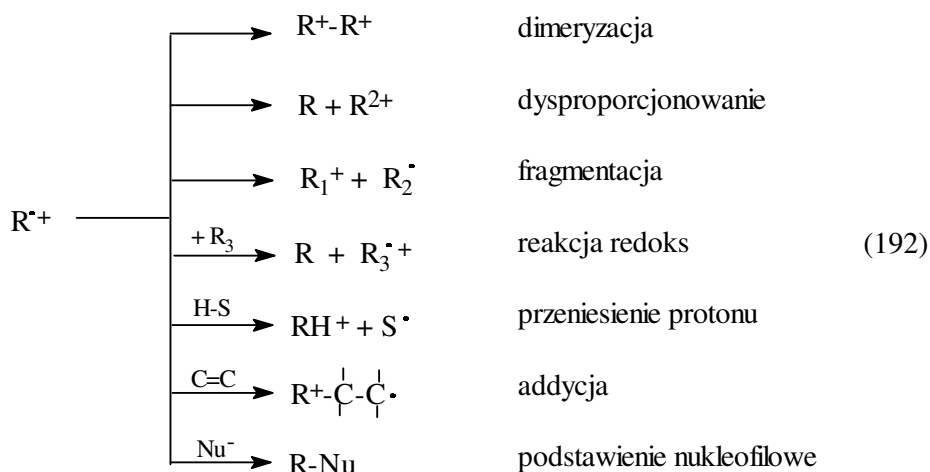 R⁺-R⁺ dimeryzacja
R + R²⁺ dysproporcjonowanie
R₁⁺ + R₂• fragmentacja
R•⁺
+ R₃ R + R₃•⁺ reakcja redoks (192)
H-S RH⁺ + S• przeniesienie protonu
C=C R⁺-C-C• addycja
Nu⁻ R-Nu podstawienie nukleofilowe